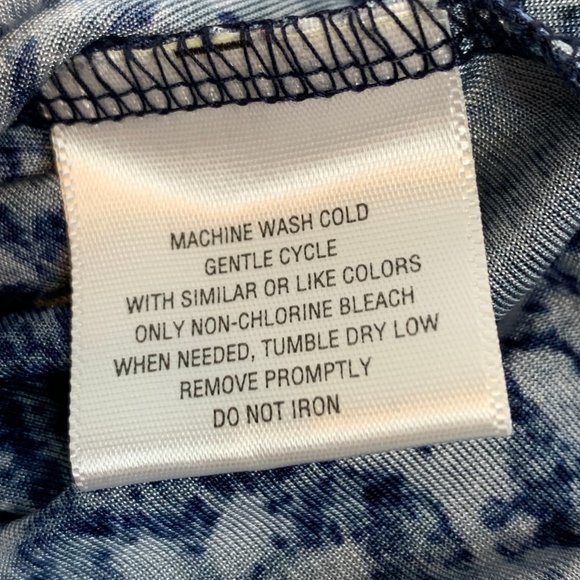 MACHINE WASH COLD
GENTLE CYCLE
WITH SIMILAR OR LIKE COLORS
ONLY NON-CHLORINE BLEACH
WHEN NEEDED, TUMBLE DRY LOW
REMOVE PROMPTLY
DO NOT IRON